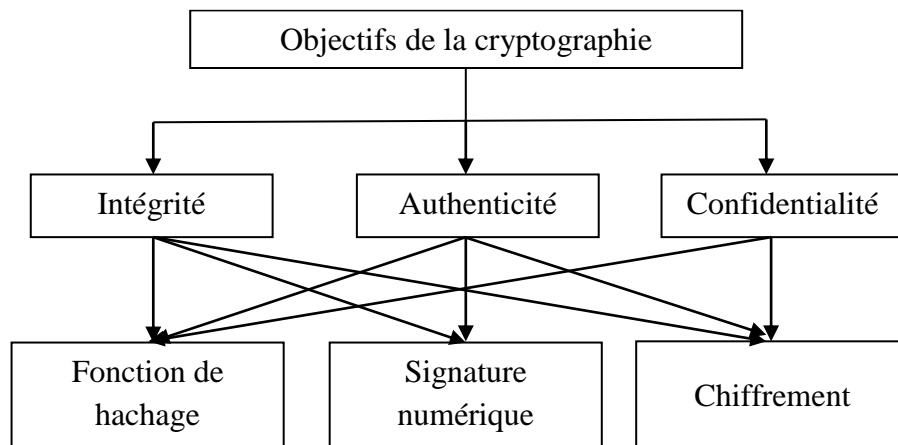 Objectifs de la cryptographie
Intégrité
Authenticité
Confidentialité
Fonction de
hachage
Signature
numérique
Chiffrement